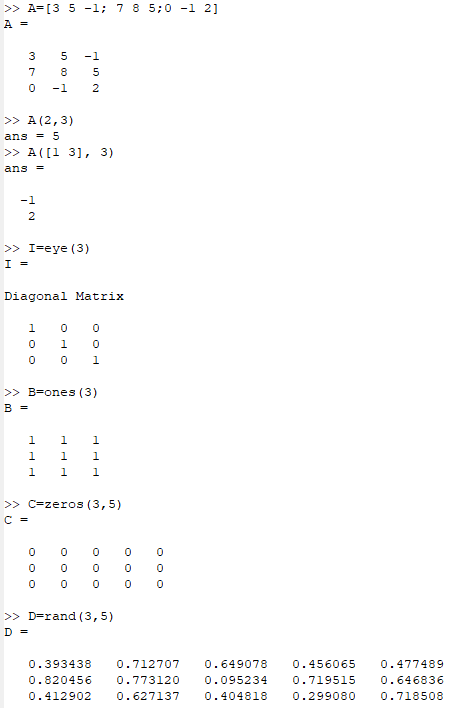 >> A=[3 5 -1; 7 8 5;0 -1 2]
A =
3 5 -1
7 8 5
0 -1 2
>> A(2,3)
ans = 5
>> A([1 3], 3)
ans =
-1
2
>> I=eye(3)
I =
Diagonal Matrix
1 0 0
0 1 0
0 0 1
>> B=ones(3)
B =
1 1 1
1 1 1
1 1 1
>> C=zeros(3,5)
C =
0 0 0 0 0
0 0 0 0 0
0 0 0 0 0
>> D=rand(3,5)
D =
0.393438 0.712707 0.649078 0.456065 0.477489
0.820456 0.773120 0.095234 0.719515 0.646836
0.412902 0.627137 0.404818 0.299080 0.718508